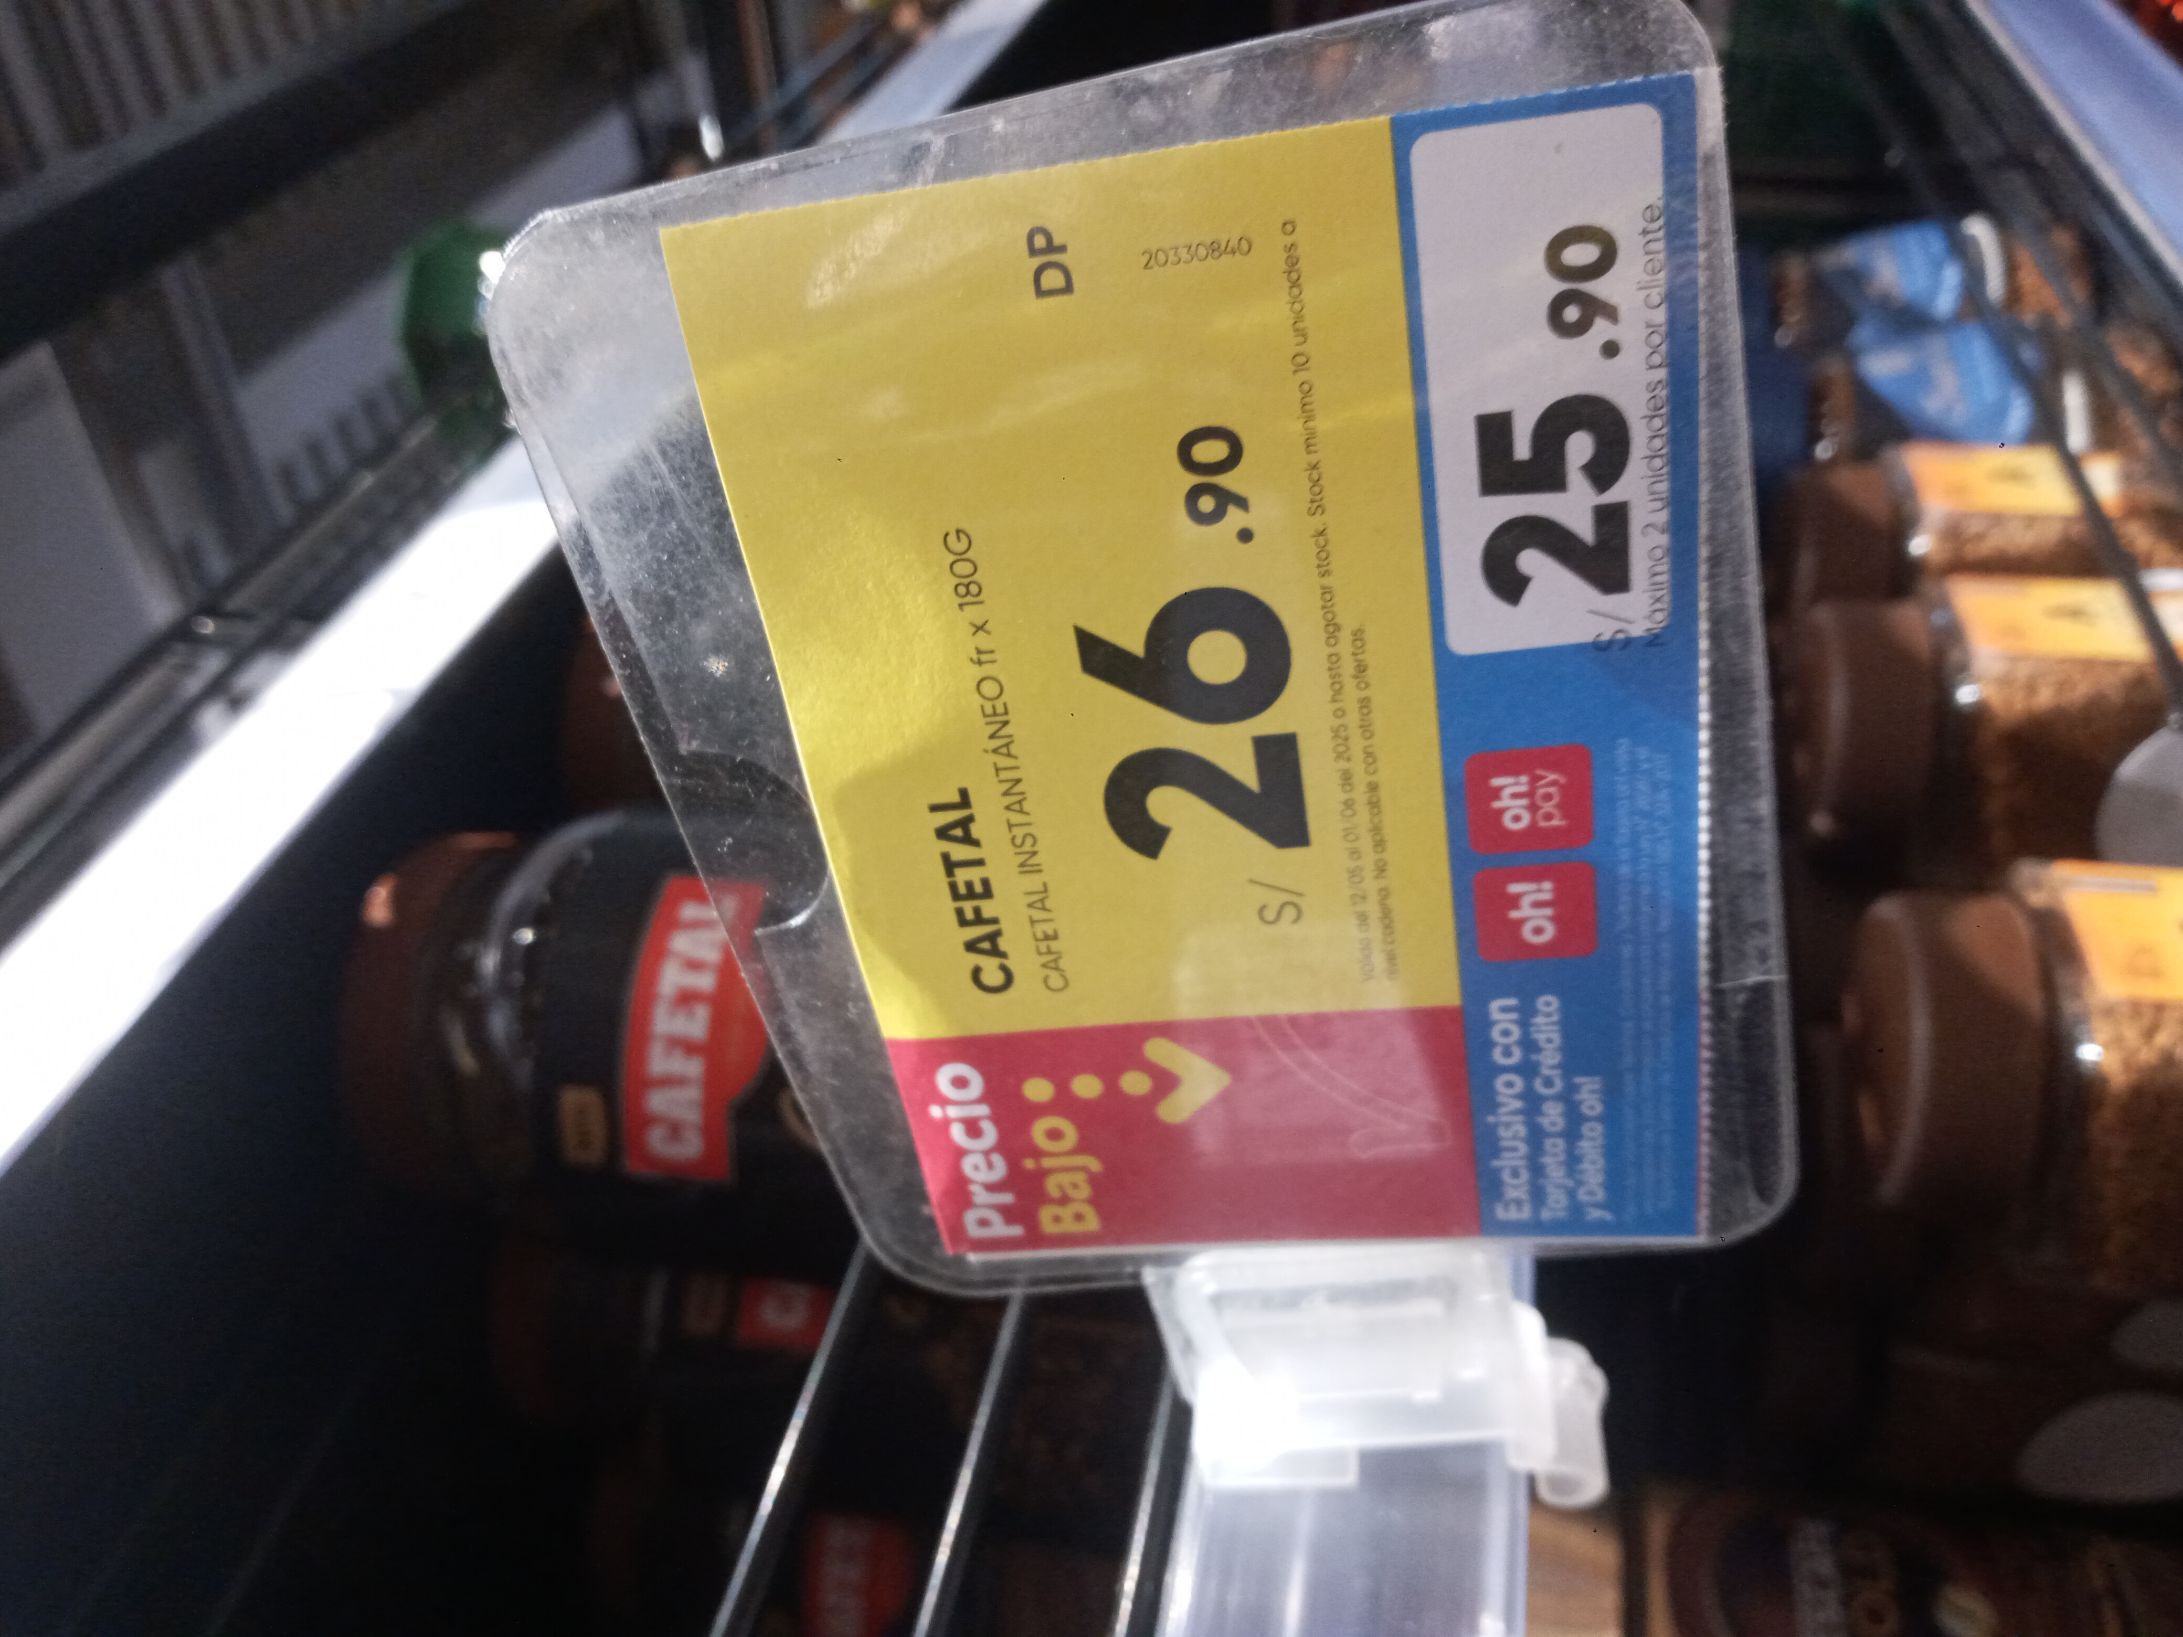 Precio
Bajo
CAFETAL
CAFETAL INSTANTÁNEO fr x 180G
DP
S/ 26.90
20330840
Válido del 12/05 al 01/06 del 2025 o hasta agotar stock. Stock mínimo 10 unidades a
nivel cadena. No aplicable con otras ofertas.
Exclusivo con
Tarjeta de Crédito
y Débito oh!
oh!
oh!
pay
S/ 25.90
Máximo 2 unidades por cliente.
CAFETAL